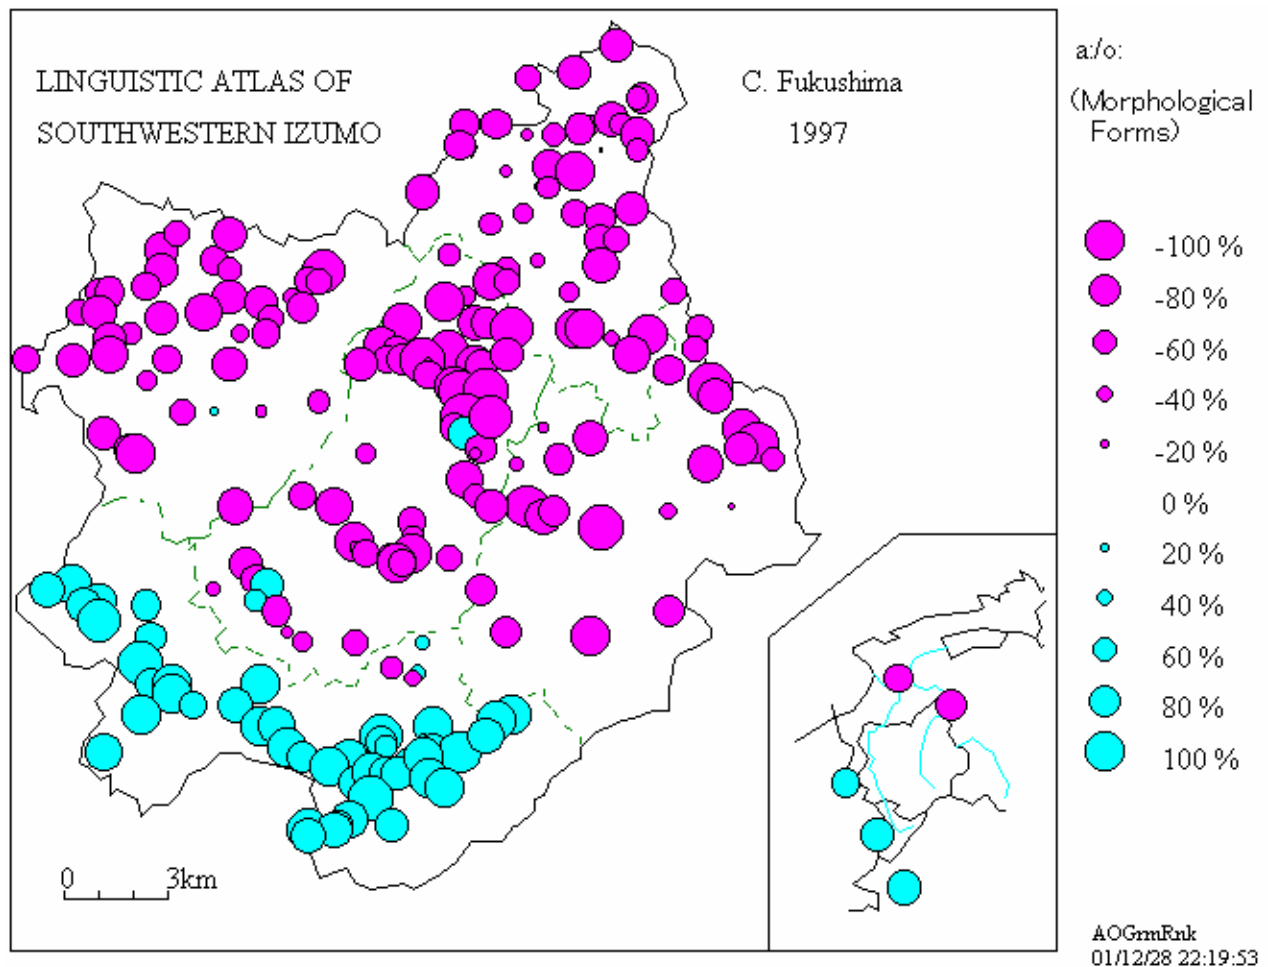 LINGUISTIC ATLAS OF
SOUTHWESTERN IZUMO
C. Fukushima
1997
a:/o:
(Morphological
Forms)
-100 %
-80 %
-60 %
-40 %
-20 %
0 %
20 %
40 %
60 %
80 %
100 %
0 3km
AOGrmRnk
01/12/28 22:19:53